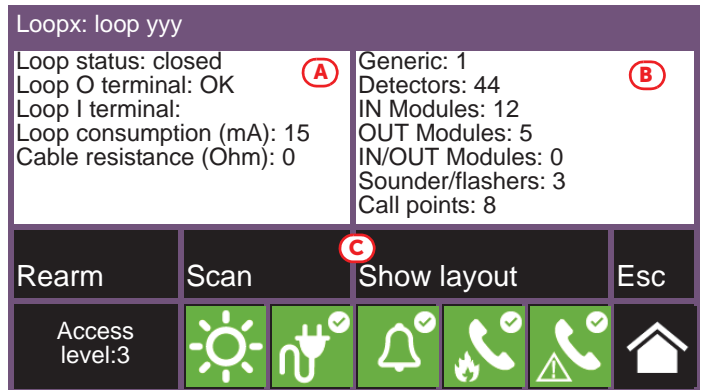 Loopx: loop yyy
Loop status: closed
Loop O terminal: OK
Loop I terminal:
Loop consumption (mA): 15
Cable resistance (Ohm): 0
A
Generic: 1
Detectors: 44
IN Modules: 12
OUT Modules: 5
IN/OUT Modules: 0
Sounder/flashers: 3
Call points: 8
B
C
Rearm
Scan
Show layout
Esc
Access
level:3